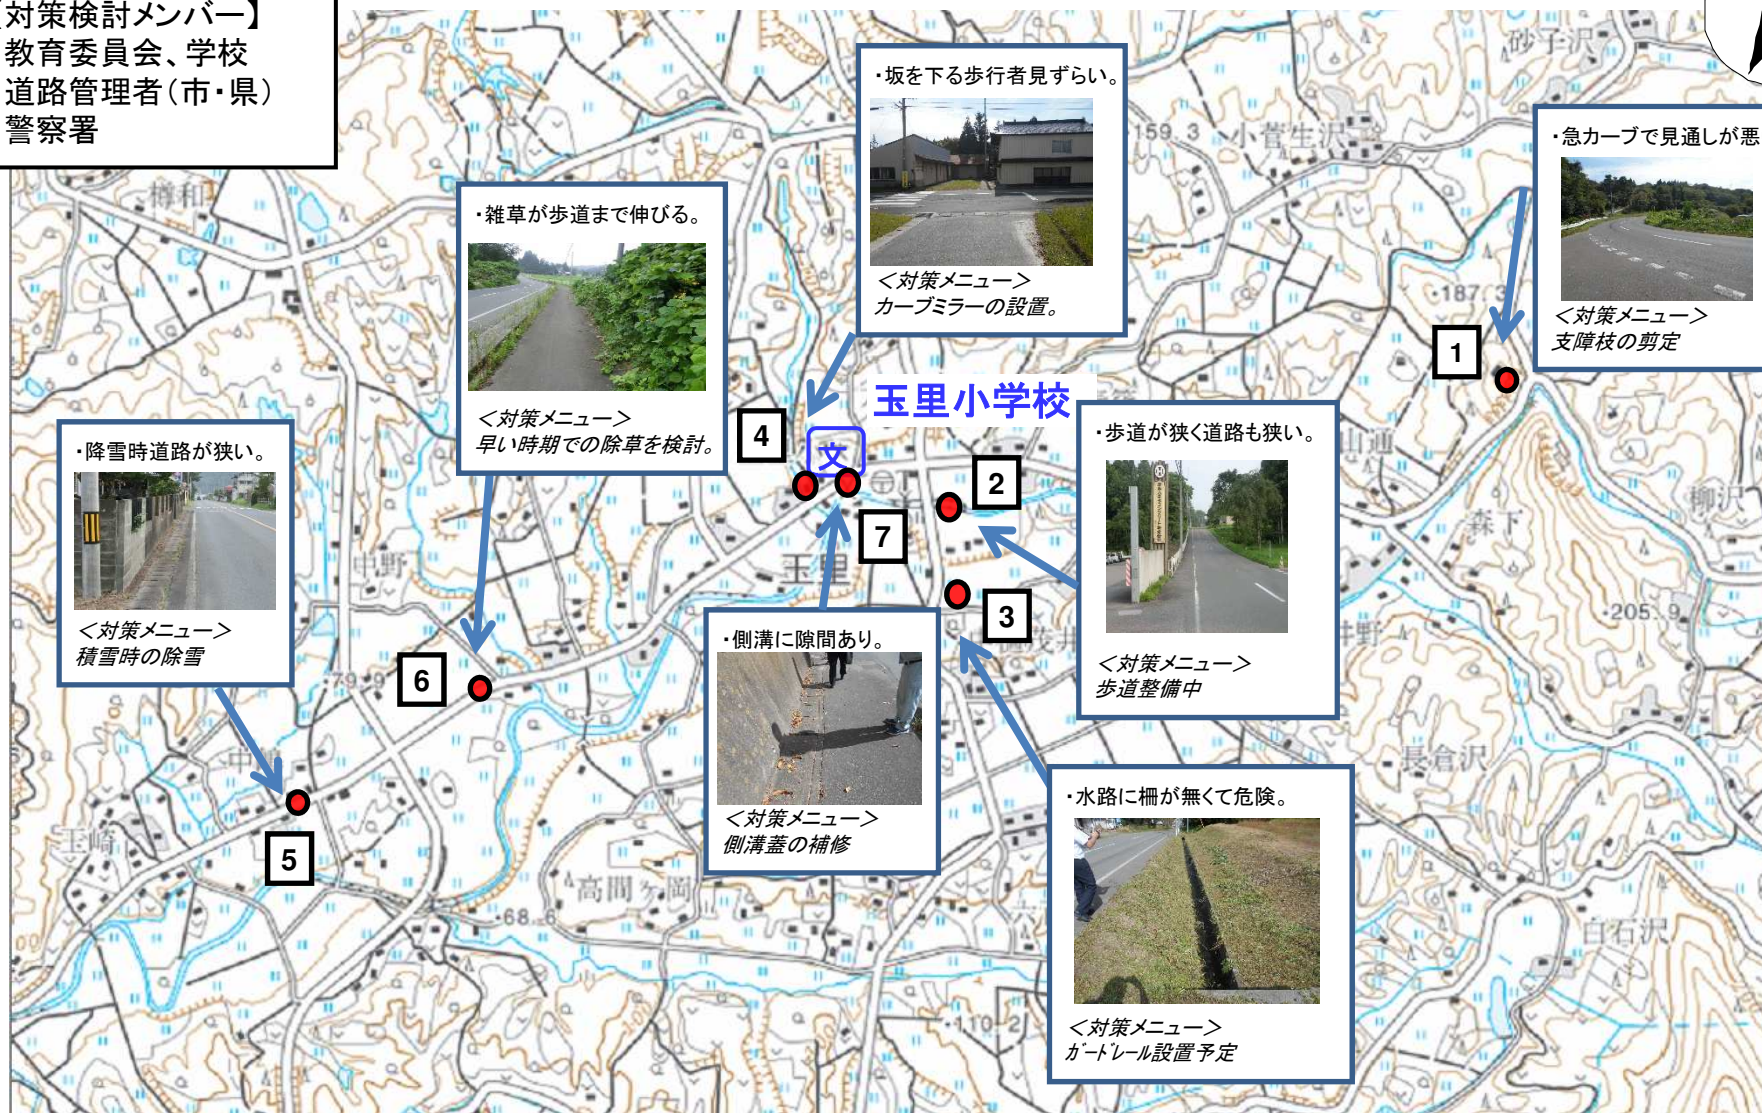 【対策検討メンバー】
教育委員会、学校
道路管理者(市・県)
警察署
・坂を下る歩行者見ずらい。
<対策メニュー>
カーブミラーの設置。
・急カーブで見通しが悪
<対策メニュー>
支障枝の剪定
・雑草が歩道まで伸びる。
<対策メニュー>
早い時期での除草を検討。
・降雪時道路が狭い。
<対策メニュー>
積雪時の除雪
・歩道が狭く道路も狭い。
<対策メニュー>
歩道整備中
・側溝に隙間あり。
<対策メニュー>
側溝蓋の補修
・水路に柵が無くて危険。
<対策メニュー>
ガードレール設置予定
玉里小学校
文
1
2
3
4
5
6
7
砂子沢
159.3
小菅生沢
樽和
187.3
山通
柳沢
森下
中野
玉里
205.9
79.9
長倉沢
玉崎
高間ヶ岡
68.6
白石沢
110.2